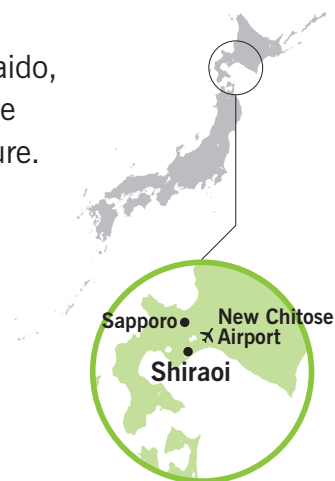 aido,
e
ure.
Sapporo
New Chitose
Airport
Shiraoi